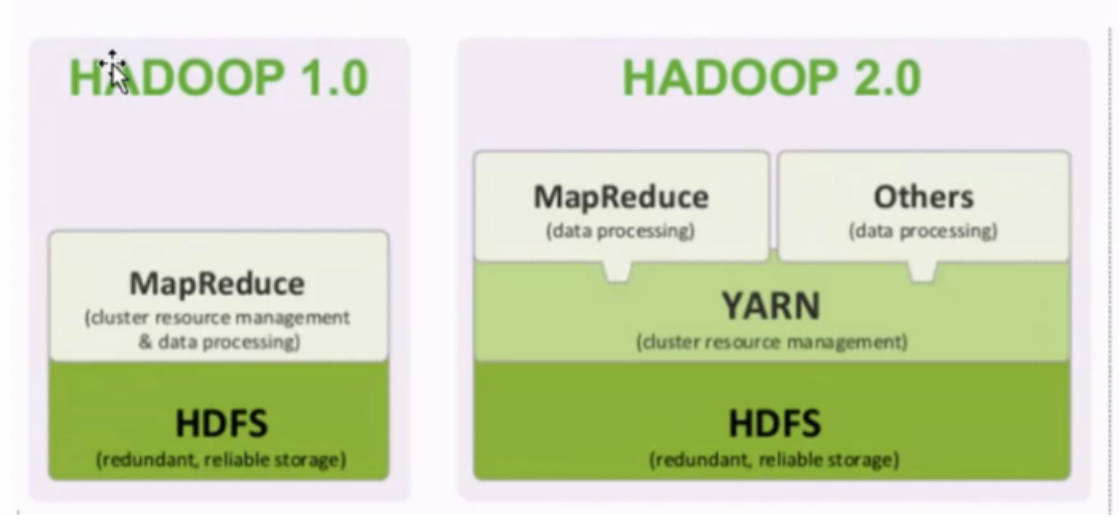 HADOOP 1.0
MapReduce
(cluster resource management
& data processing)
HDFS
(redundant, reliable storage)
HADOOP 2.0
MapReduce
(data processing)
Others
(data processing)
YARN
(cluster resource management)
HDFS
(redundant, reliable storage)